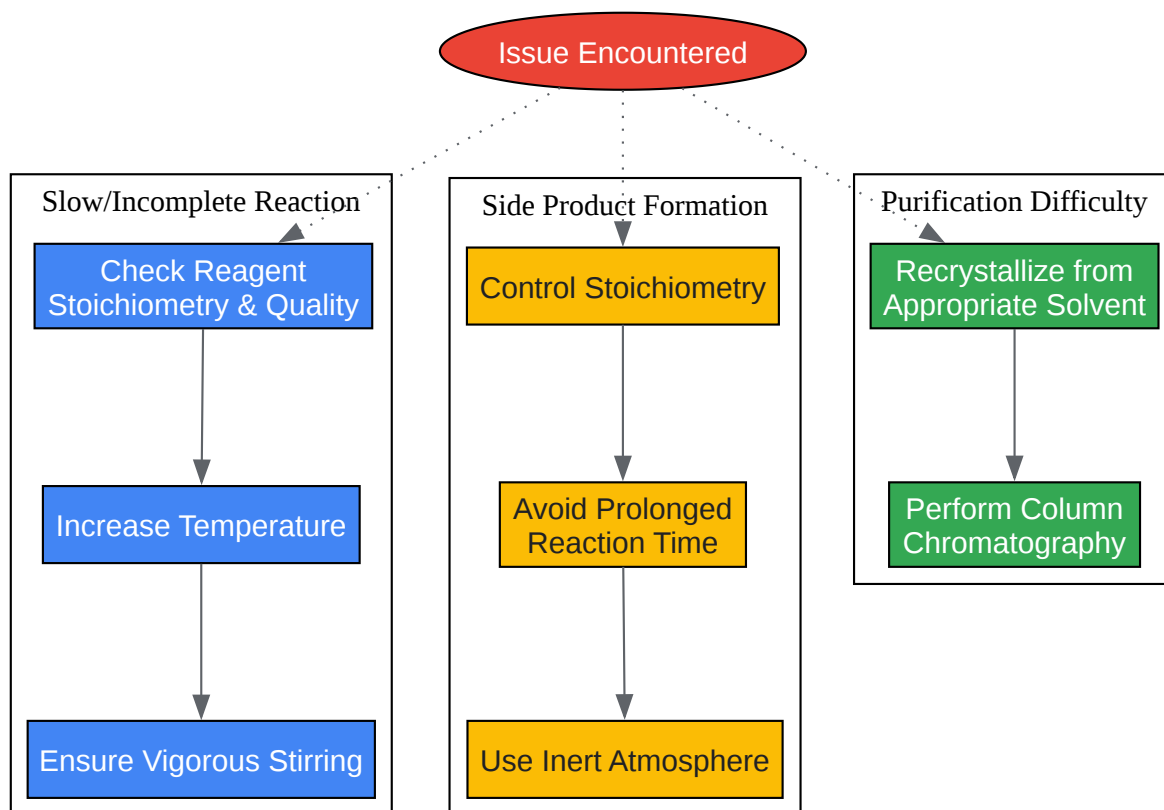 Issue Encountered
Slow/Incomplete Reaction
Check Reagent
Stoichiometry & Quality
Increase Temperature
Ensure Vigorous Stirring
Side Product Formation
Control Stoichiometry
Avoid Prolonged
Reaction Time
Use Inert Atmosphere
Purification Difficulty
Recrystallize from
Appropriate Solvent
Perform Column
Chromatography